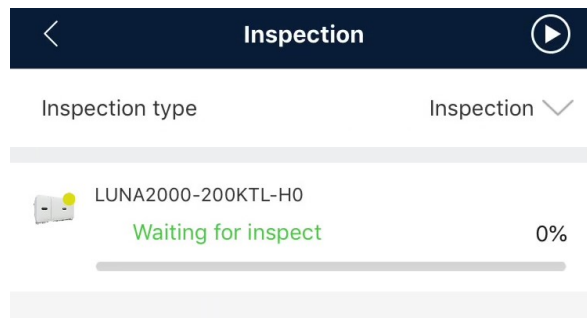 Inspection
Inspection type Inspection
LUNA2000-200KTL-H0
Waiting for inspect 0%